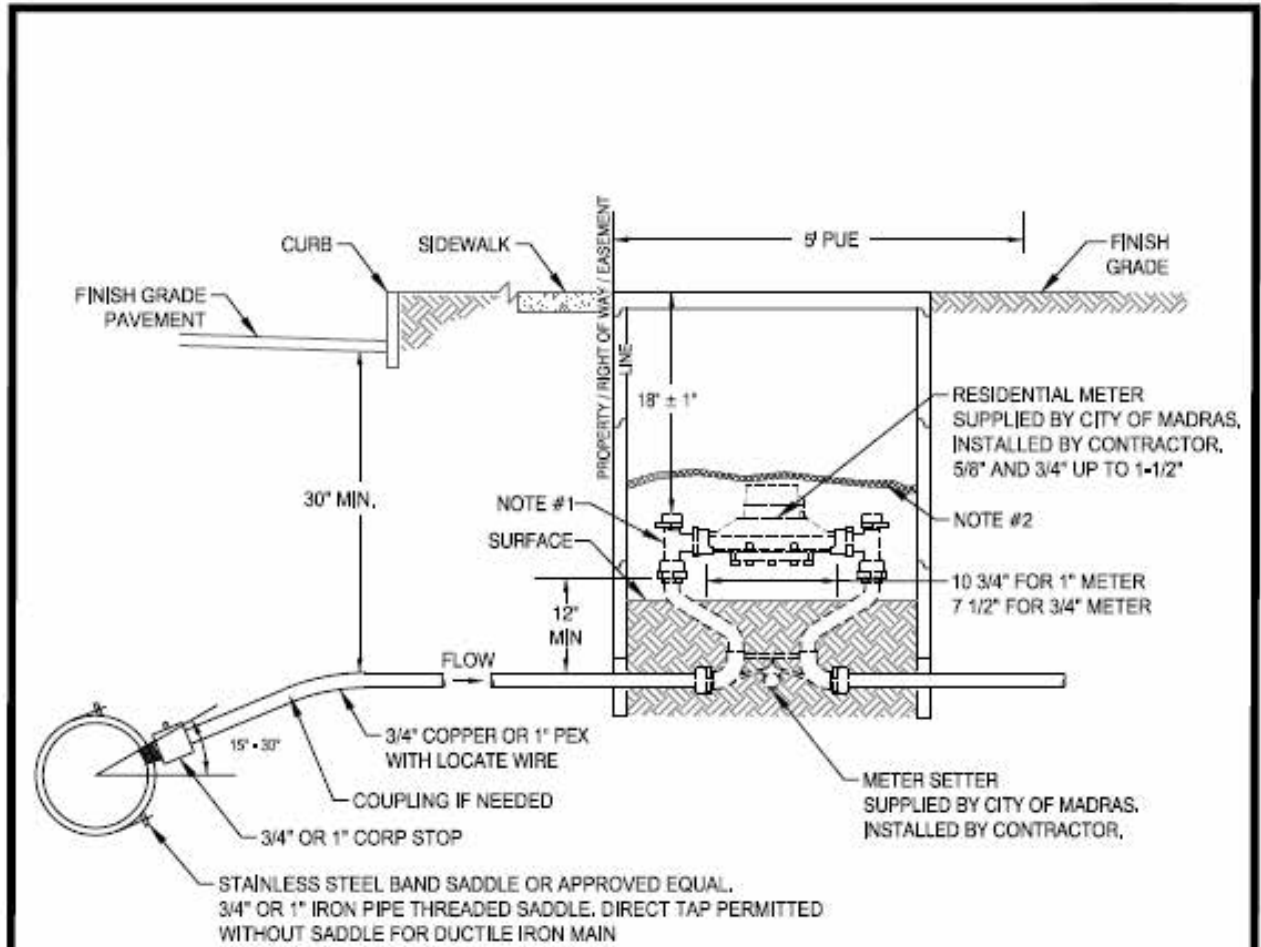 PROPERTY / RIGHT OF WAY / EASEMENT
LINE
5' PUE
CURB
SIDEWALK
FINISH
GRADE
FINISH GRADE
PAVEMENT
18" ± 1"
RESIDENTIAL METER
SUPPLIED BY CITY OF MADRAS.
INSTALLED BY CONTRACTOR.
5/8" AND 3/4" UP TO 1-1/2"
30" MIN.
NOTE #1
NOTE #2
SURFACE
10 3/4" FOR 1" METER
7 1/2" FOR 3/4" METER
12"
MIN
FLOW
15° - 30°
3/4" COPPER OR 1" PEX
WITH LOCATE WIRE
METER SETTER
SUPPLIED BY CITY OF MADRAS.
INSTALLED BY CONTRACTOR.
COUPLING IF NEEDED
3/4" OR 1" CORP STOP
STAINLESS STEEL BAND SADDLE OR APPROVED EQUAL.
3/4" OR 1" IRON PIPE THREADED SADDLE. DIRECT TAP PERMITTED
WITHOUT SADDLE FOR DUCTILE IRON MAIN